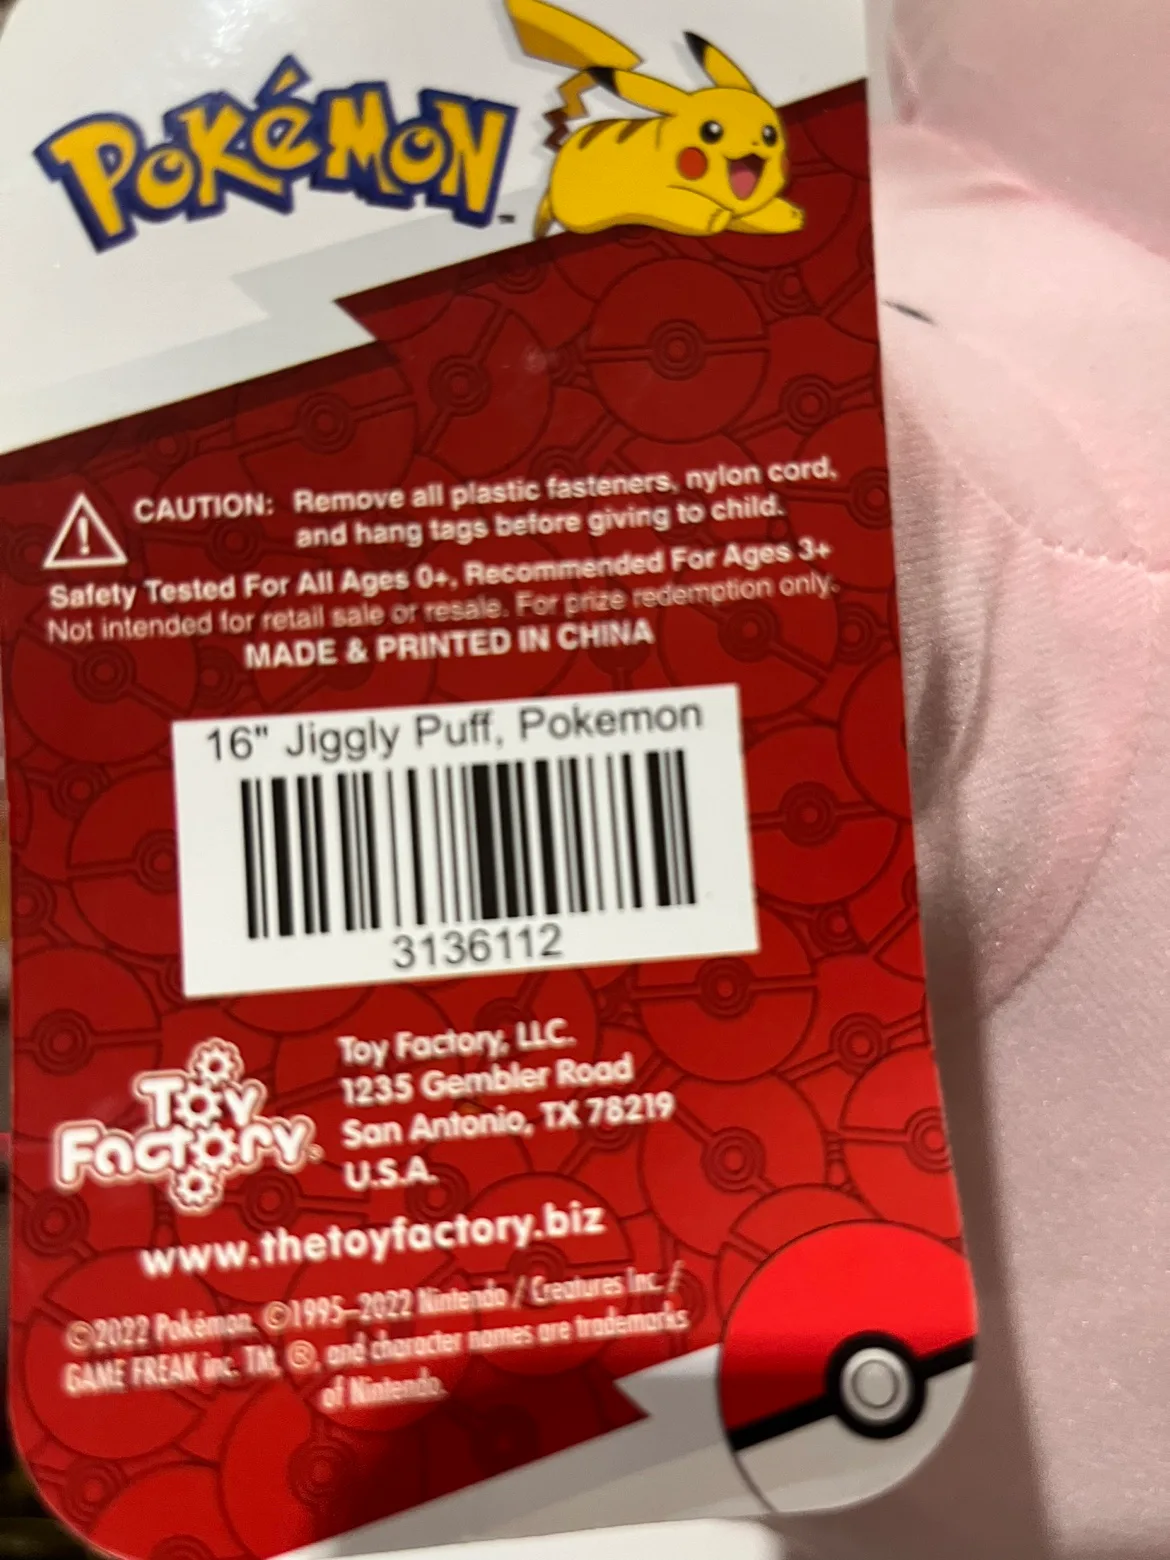 POKéMON™
CAUTION: Remove all plastic fasteners, nylon cord,
and hang tags before giving to child.
Safety Tested For All Ages 0+, Recommended For Ages 3+
Not intended for retail sale or resale. For prize redemption only.
MADE & PRINTED IN CHINA
16" Jiggly Puff, Pokemon
3136112
Toy Factory®
Toy Factory, LLC.
1235 Gembler Road
San Antonio, TX 78219
U.S.A.
www.thetoyfactory.biz
©2022 Pokémon. ©1995–2022 Nintendo / Creatures Inc. /
GAME FREAK inc. TM, ®, and character names are trademarks
of Nintendo.